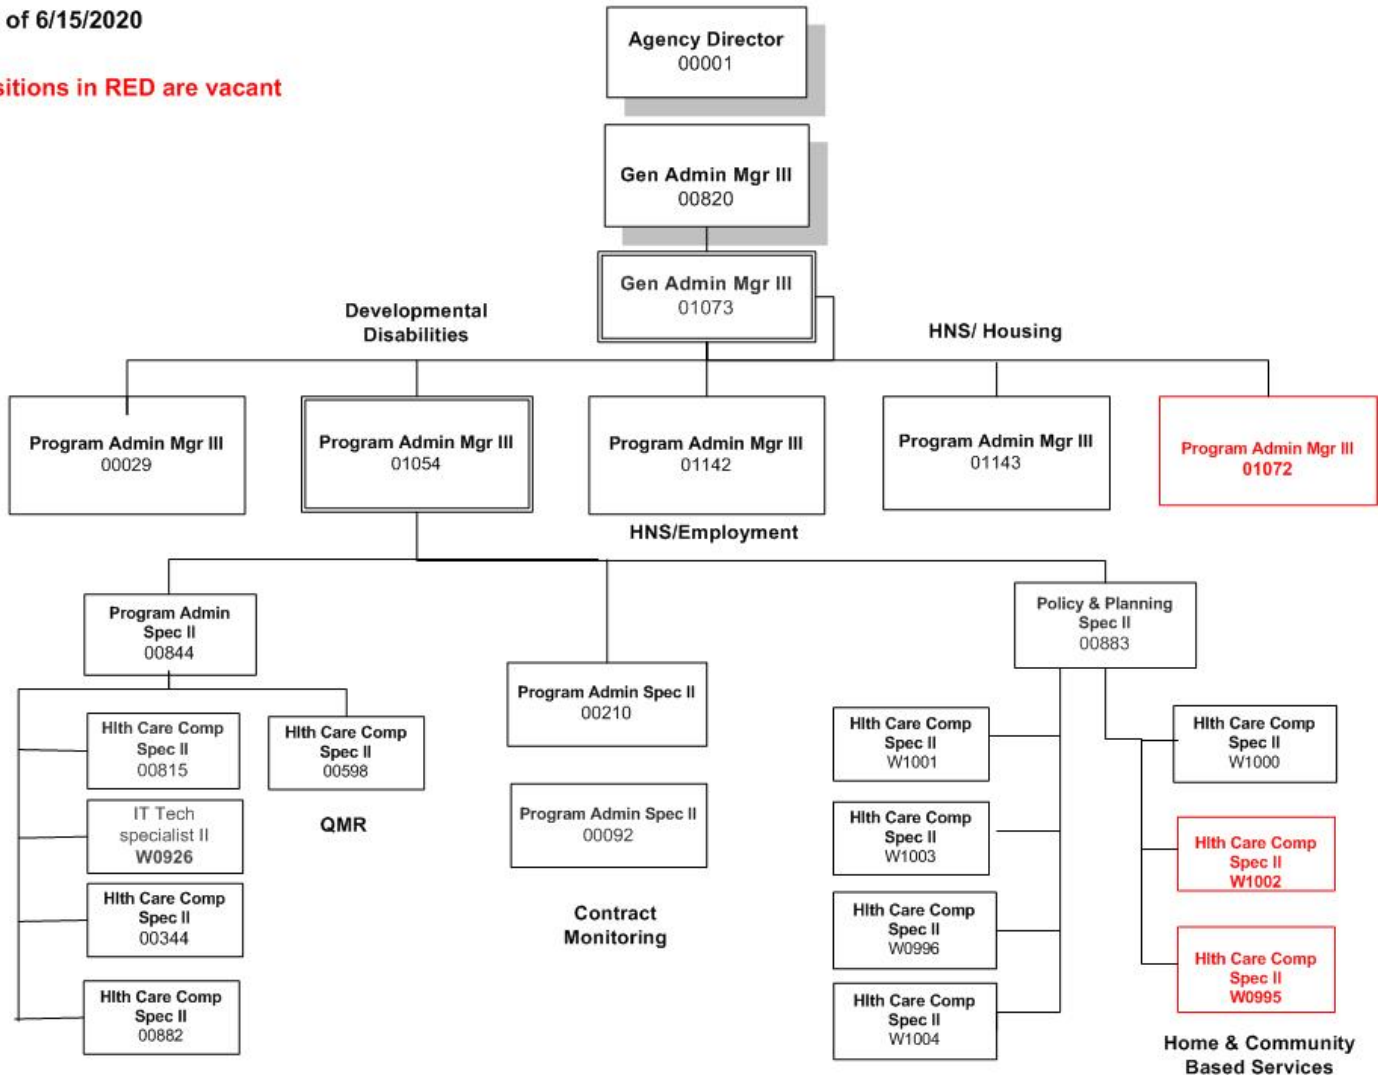 of 6/15/2020
sitions in RED are vacant
Agency Director
00001
Gen Admin Mgr III
00820
Gen Admin Mgr III
01073
Developmental
Disabilities
HNS/ Housing
Program Admin Mgr III
00029
Program Admin Mgr III
01054
Program Admin Mgr III
01142
Program Admin Mgr III
01143
Program Admin Mgr III
01072
HNS/Employment
Program Admin
Spec II
00844
Program Admin Spec II
00210
Policy & Planning
Spec II
00883
Hlth Care Comp
Spec II
00815
Hlth Care Comp
Spec II
00598
IT Tech
specialist II
W0926
QMR
Hlth Care Comp
Spec II
00344
Hlth Care Comp
Spec II
00882
Program Admin Spec II
00092
Contract
Monitoring
Hlth Care Comp
Spec II
W1001
Hlth Care Comp
Spec II
W1003
Hlth Care Comp
Spec II
W0996
Hlth Care Comp
Spec II
W1004
Hlth Care Comp
Spec II
W1000
Hlth Care Comp
Spec II
W1002
Hlth Care Comp
Spec II
W0995
Home & Community
Based Services